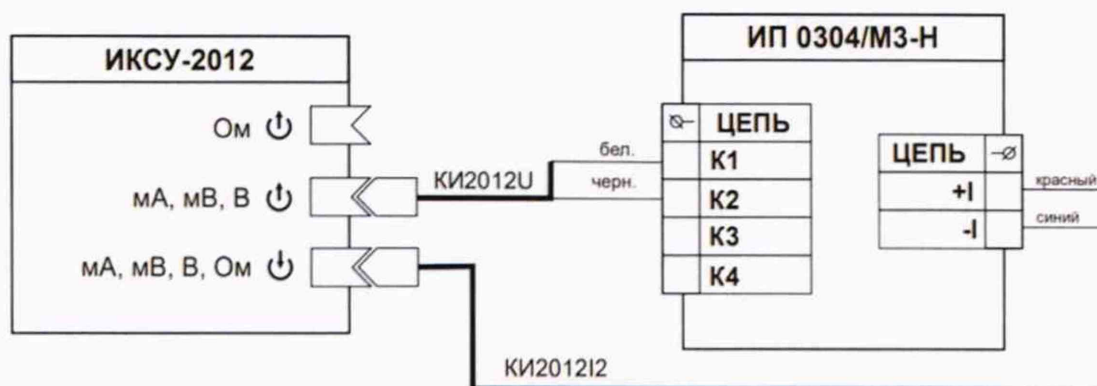 ИКСУ-2012
Ом
мА, мВ, В
мА, мВ, В, Ом
КИ2012U
бел.
черн.
ИП 0304/М3-Н
ЦЕПЬ
К1
К2
К3
К4
ЦЕПЬ
+I
-I
красный
синий
КИ2012I2